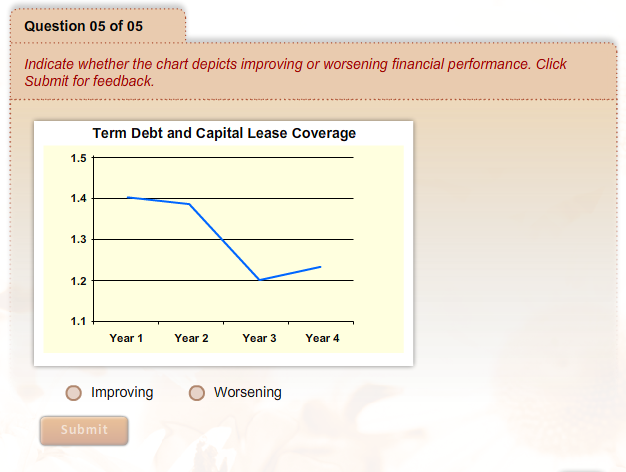 Question 05 of 05
Indicate whether the chart depicts improving or worsening financial performance. Click
Submit for feedback.
Term Debt and Capital Lease Coverage
1.5
1.4
1.3
1.2
1.1
Year 1 Year 2 Year 3 Year 4
Improving Worsening
Submit